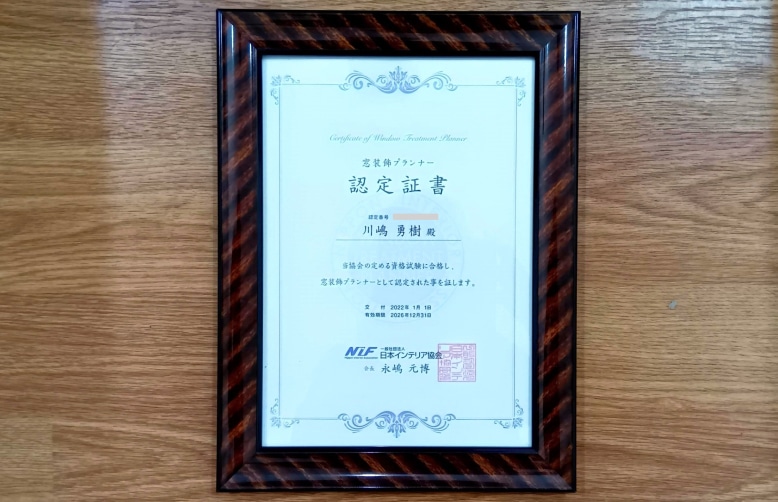 Certificate of Window Treatment Planner
窓装飾プランナー
認定証書
認定番号
川嶋 勇樹 殿
当協会の定める資格試験に合格し、
窓装飾プランナーとして認定された事を証します。
交 付 2022年 1月 1日
有効期限 2026年12月31日
NIF 一般社団法人
日本インテリア協会
会長 永嶋 元博